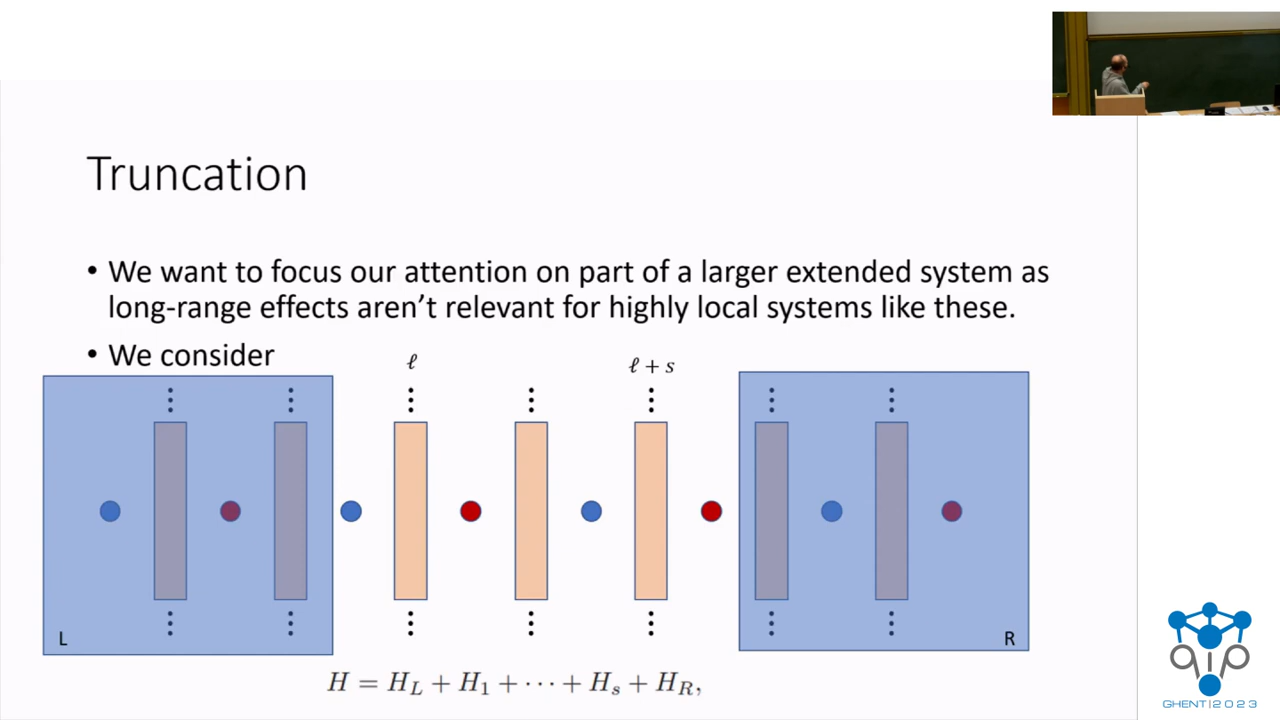 Truncation
• We want to focus our attention on part of a larger extended system as
long-range effects aren’t relevant for highly local systems like these.
• We consider
ℓ
ℓ + s
L
R
H = H_L + H_1 + ⋯ + H_s + H_R,
qip
GHENT|2023